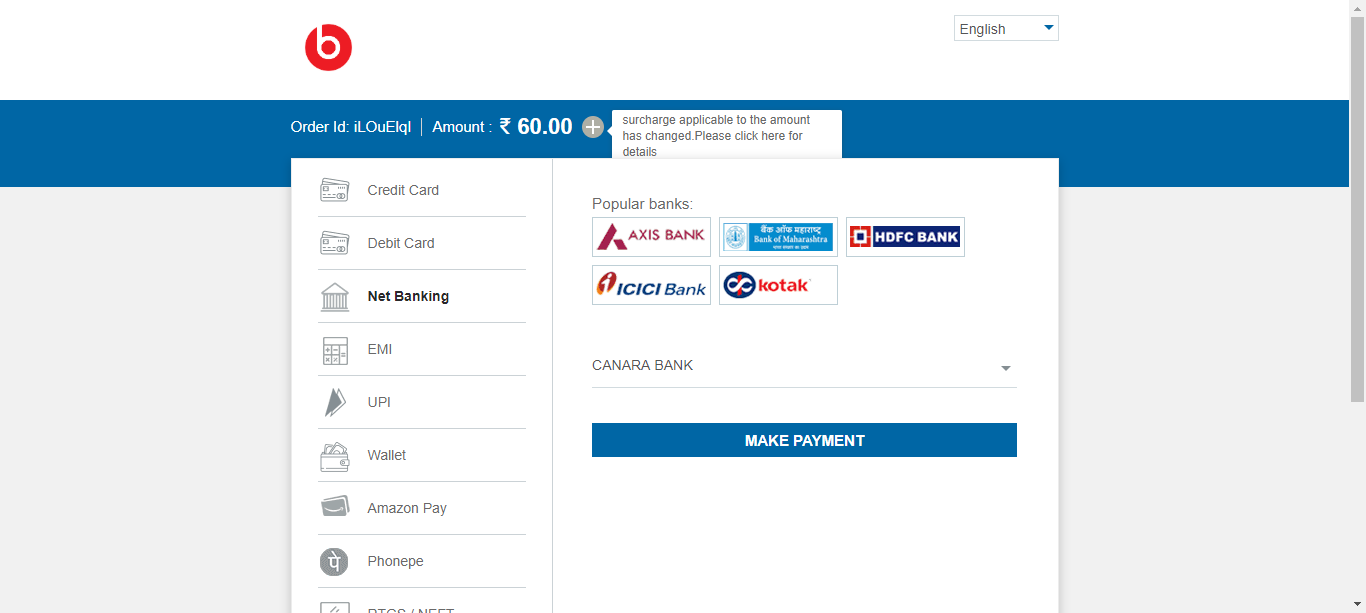 b
English
Order Id: iLOuElql
Amount : ₹ 60.00
surcharge applicable to the amount
has changed.Please click here for
details
Credit Card
Debit Card
Net Banking
EMI
UPI
Wallet
Amazon Pay
Phonepe
पे
RTGS / NEFT
Popular banks:
AXIS BANK
बैंक ऑफ महाराष्ट्र
Bank of Maharashtra
HDFC BANK
ICICI Bank
kotak
CANARA BANK
MAKE PAYMENT